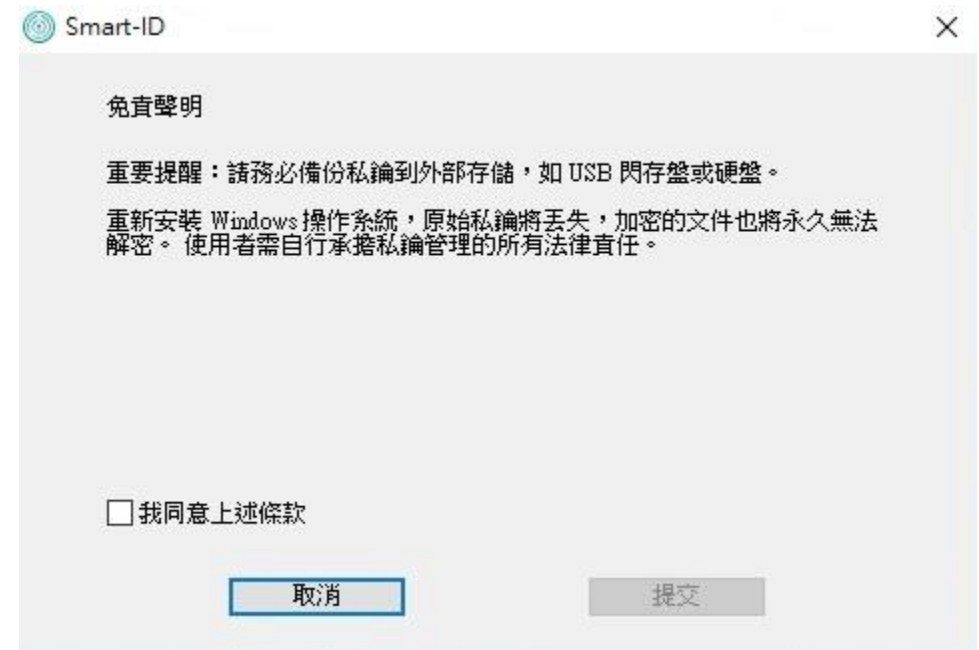 Smart-ID
免責聲明
重要提醒：請務必備份私鑰到外部存儲，如 USB 閃存盤或硬盤。
重新安裝 Windows 操作系統，原始私鑰將丟失，加密的文件也將永久無法
解密。 使用者需自行承擔私鑰管理的所有法律責任。
我同意上述條款
取消
提交